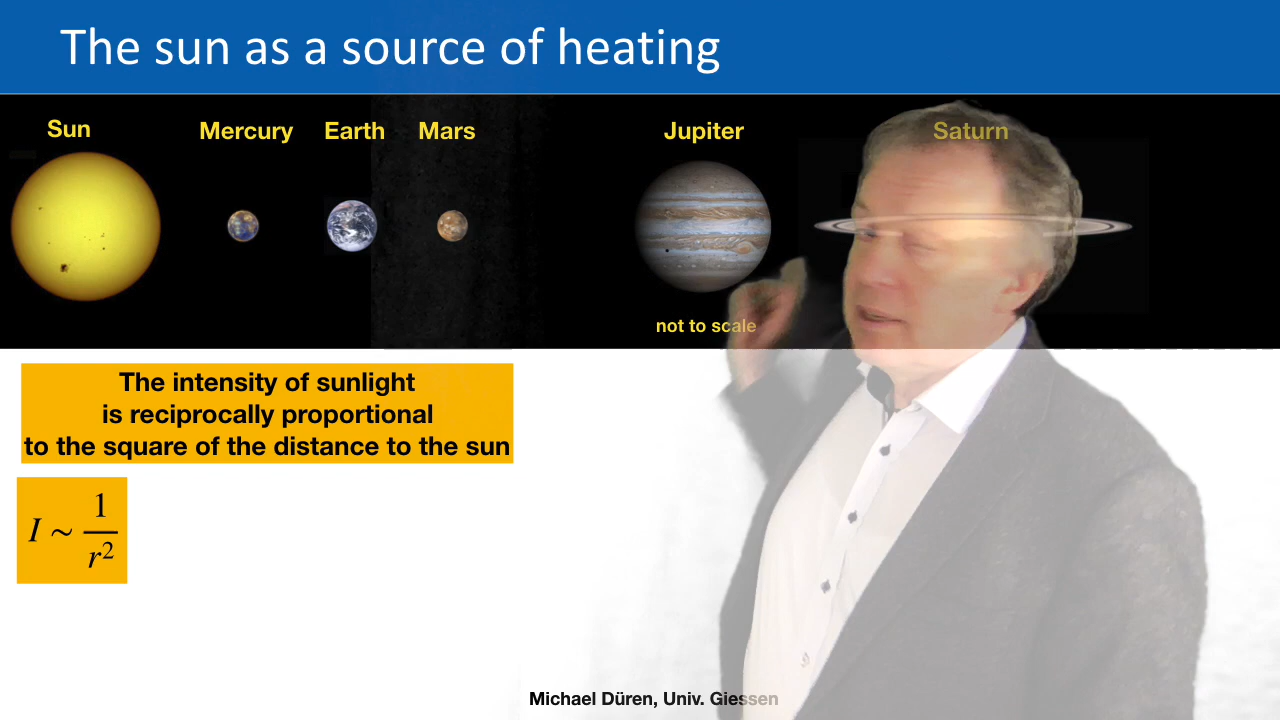 The sun as a source of heating
Sun Mercury Earth Mars Jupiter Saturn
not to scale
The intensity of sunlight
is reciprocally proportional
to the square of the distance to the sun
I ~ 1/r²
Michael Düren, Univ. Giessen